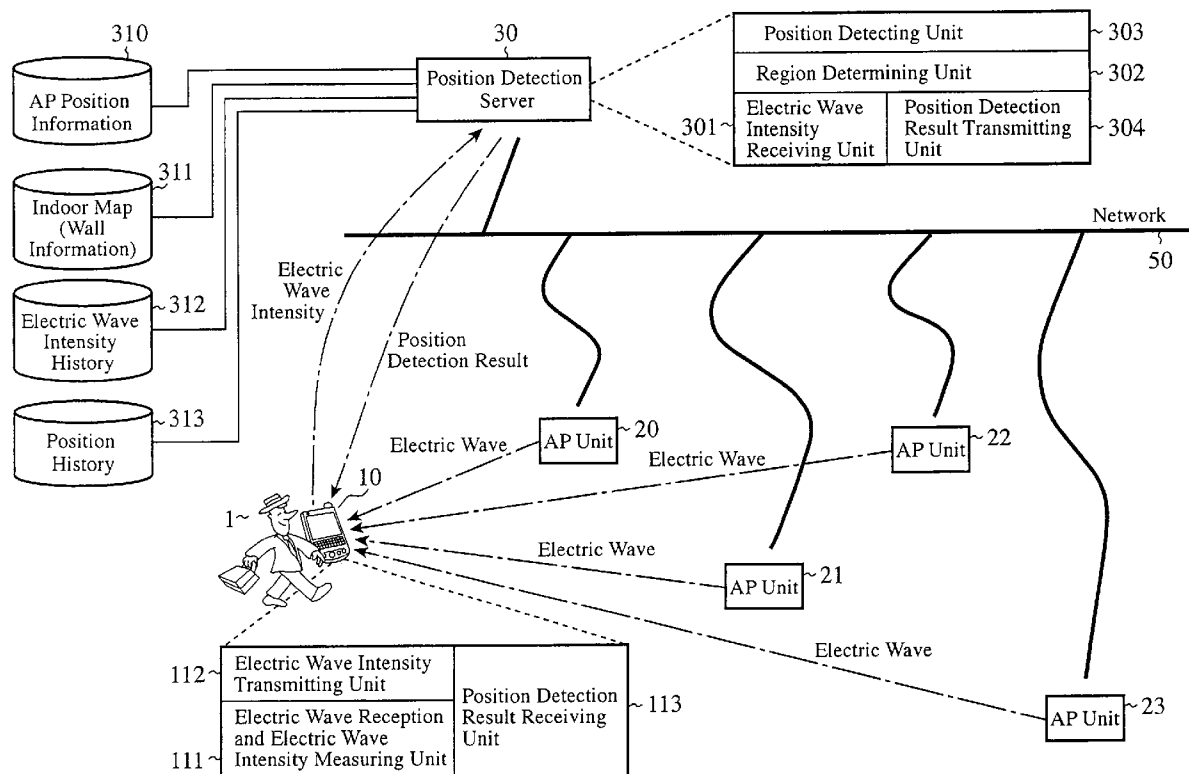 310
AP Position
Information
311
Indoor Map
(Wall
Information)
312
Electric Wave
Intensity
History
313
Position
History
30
Position Detection
Server
Position Detecting Unit
303
Region Determining Unit
302
301
Electric Wave
Intensity
Receiving Unit
Position Detection
Result Transmitting
Unit
304
Network
50
Electric
Wave
Intensity
Position
Detection Result
Electric Wave
AP Unit
20
Electric Wave
AP Unit
22
Electric Wave
AP Unit
21
Electric Wave
AP Unit
23
1
10
112
Electric Wave Intensity
Transmitting Unit
111
Electric Wave Reception
and Electric Wave
Intensity Measuring Unit
Position Detection
Result Receiving
Unit
113